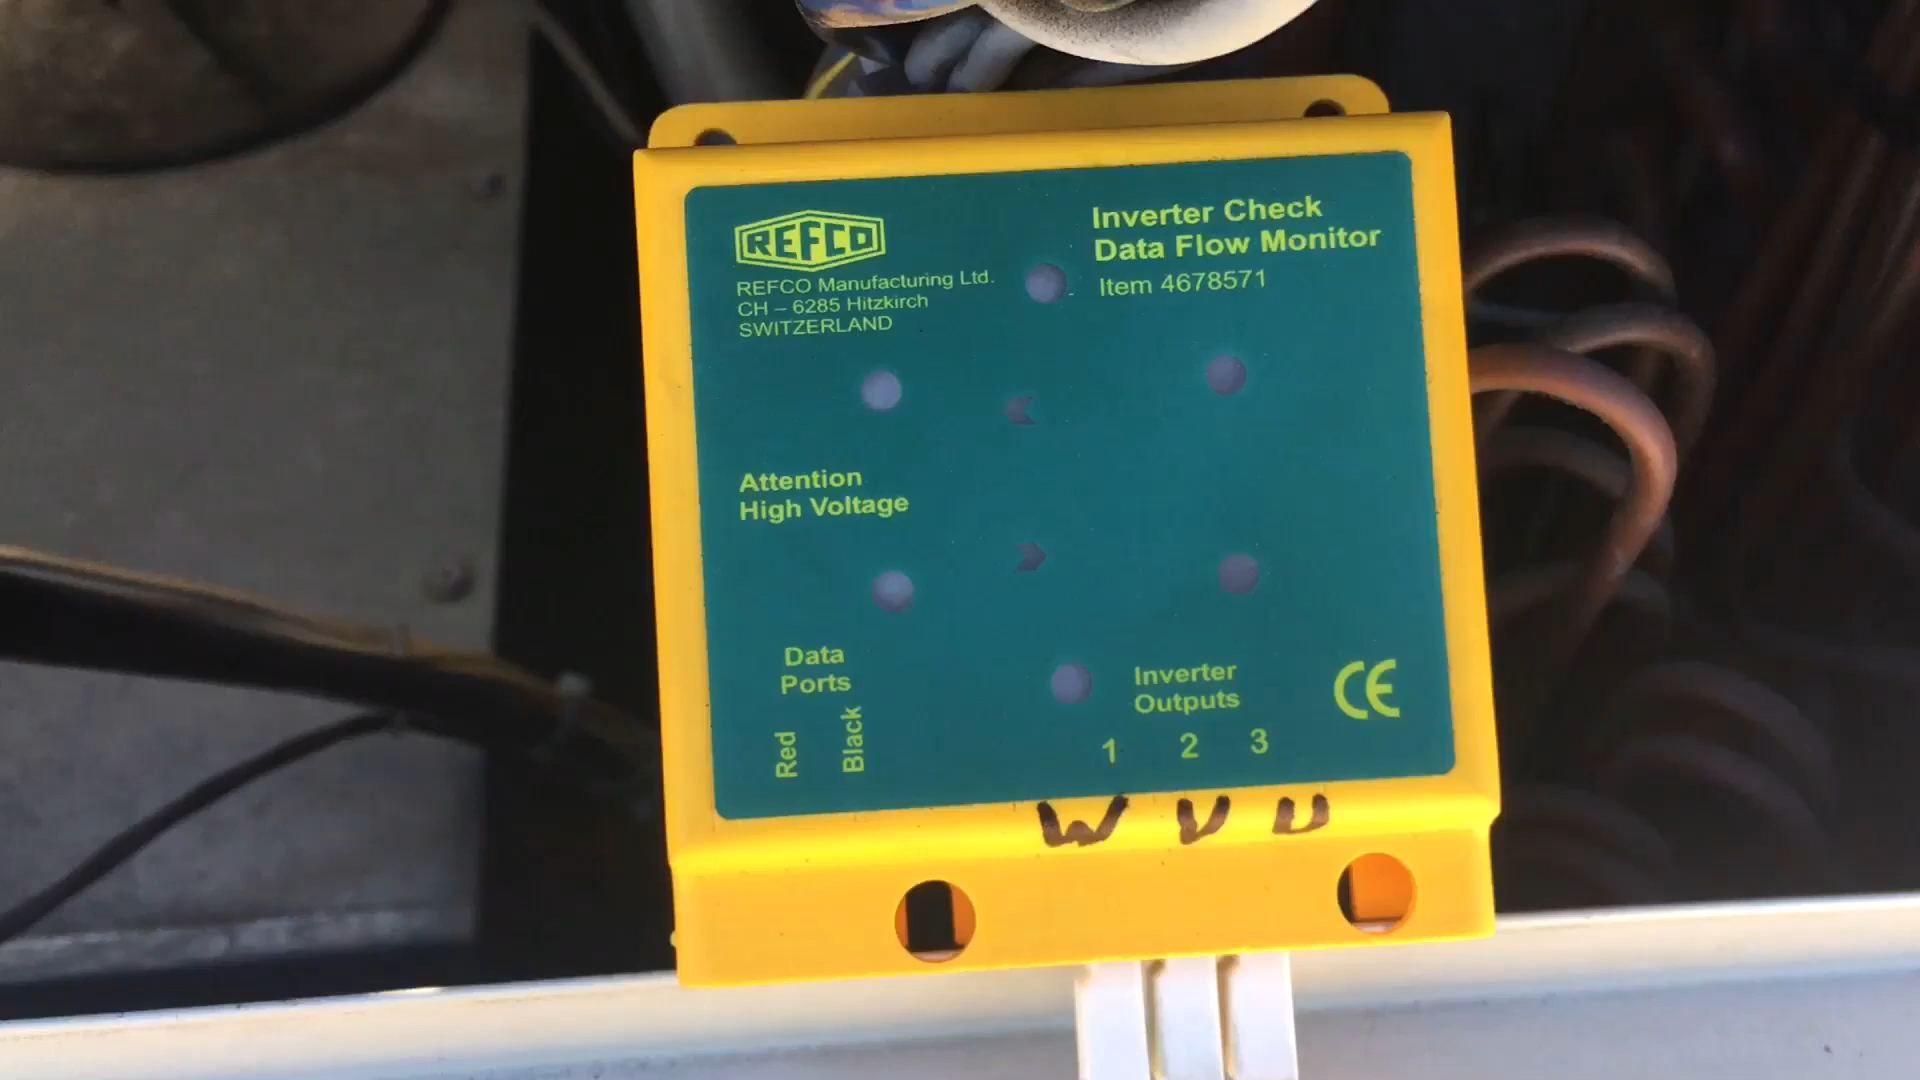 REFCO
REFCO Manufacturing Ltd.
CH – 6285 Hitzkirch
SWITZERLAND
Inverter Check
Data Flow Monitor
Item 4678571
Attention
High Voltage
Data
Ports
Red
Black
Inverter
Outputs
1 2 3
CE
W V U